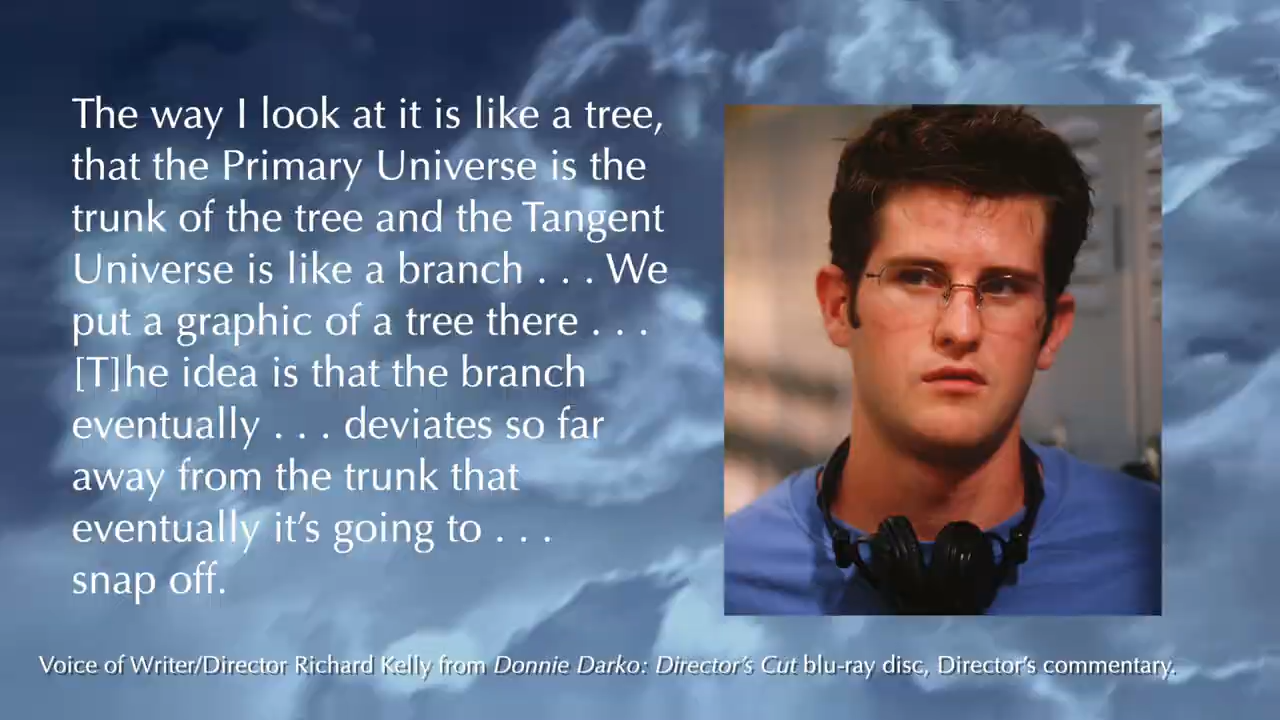 The way I look at it is like a tree,
that the Primary Universe is the
trunk of the tree and the Tangent
Universe is like a branch . . . We
put a graphic of a tree there . . .
[T]he idea is that the branch
eventually . . . deviates so far
away from the trunk that
eventually it’s going to . . .
snap off.
Voice of Writer/Director Richard Kelly from Donnie Darko: Director’s Cut blu-ray disc, Director’s commentary.